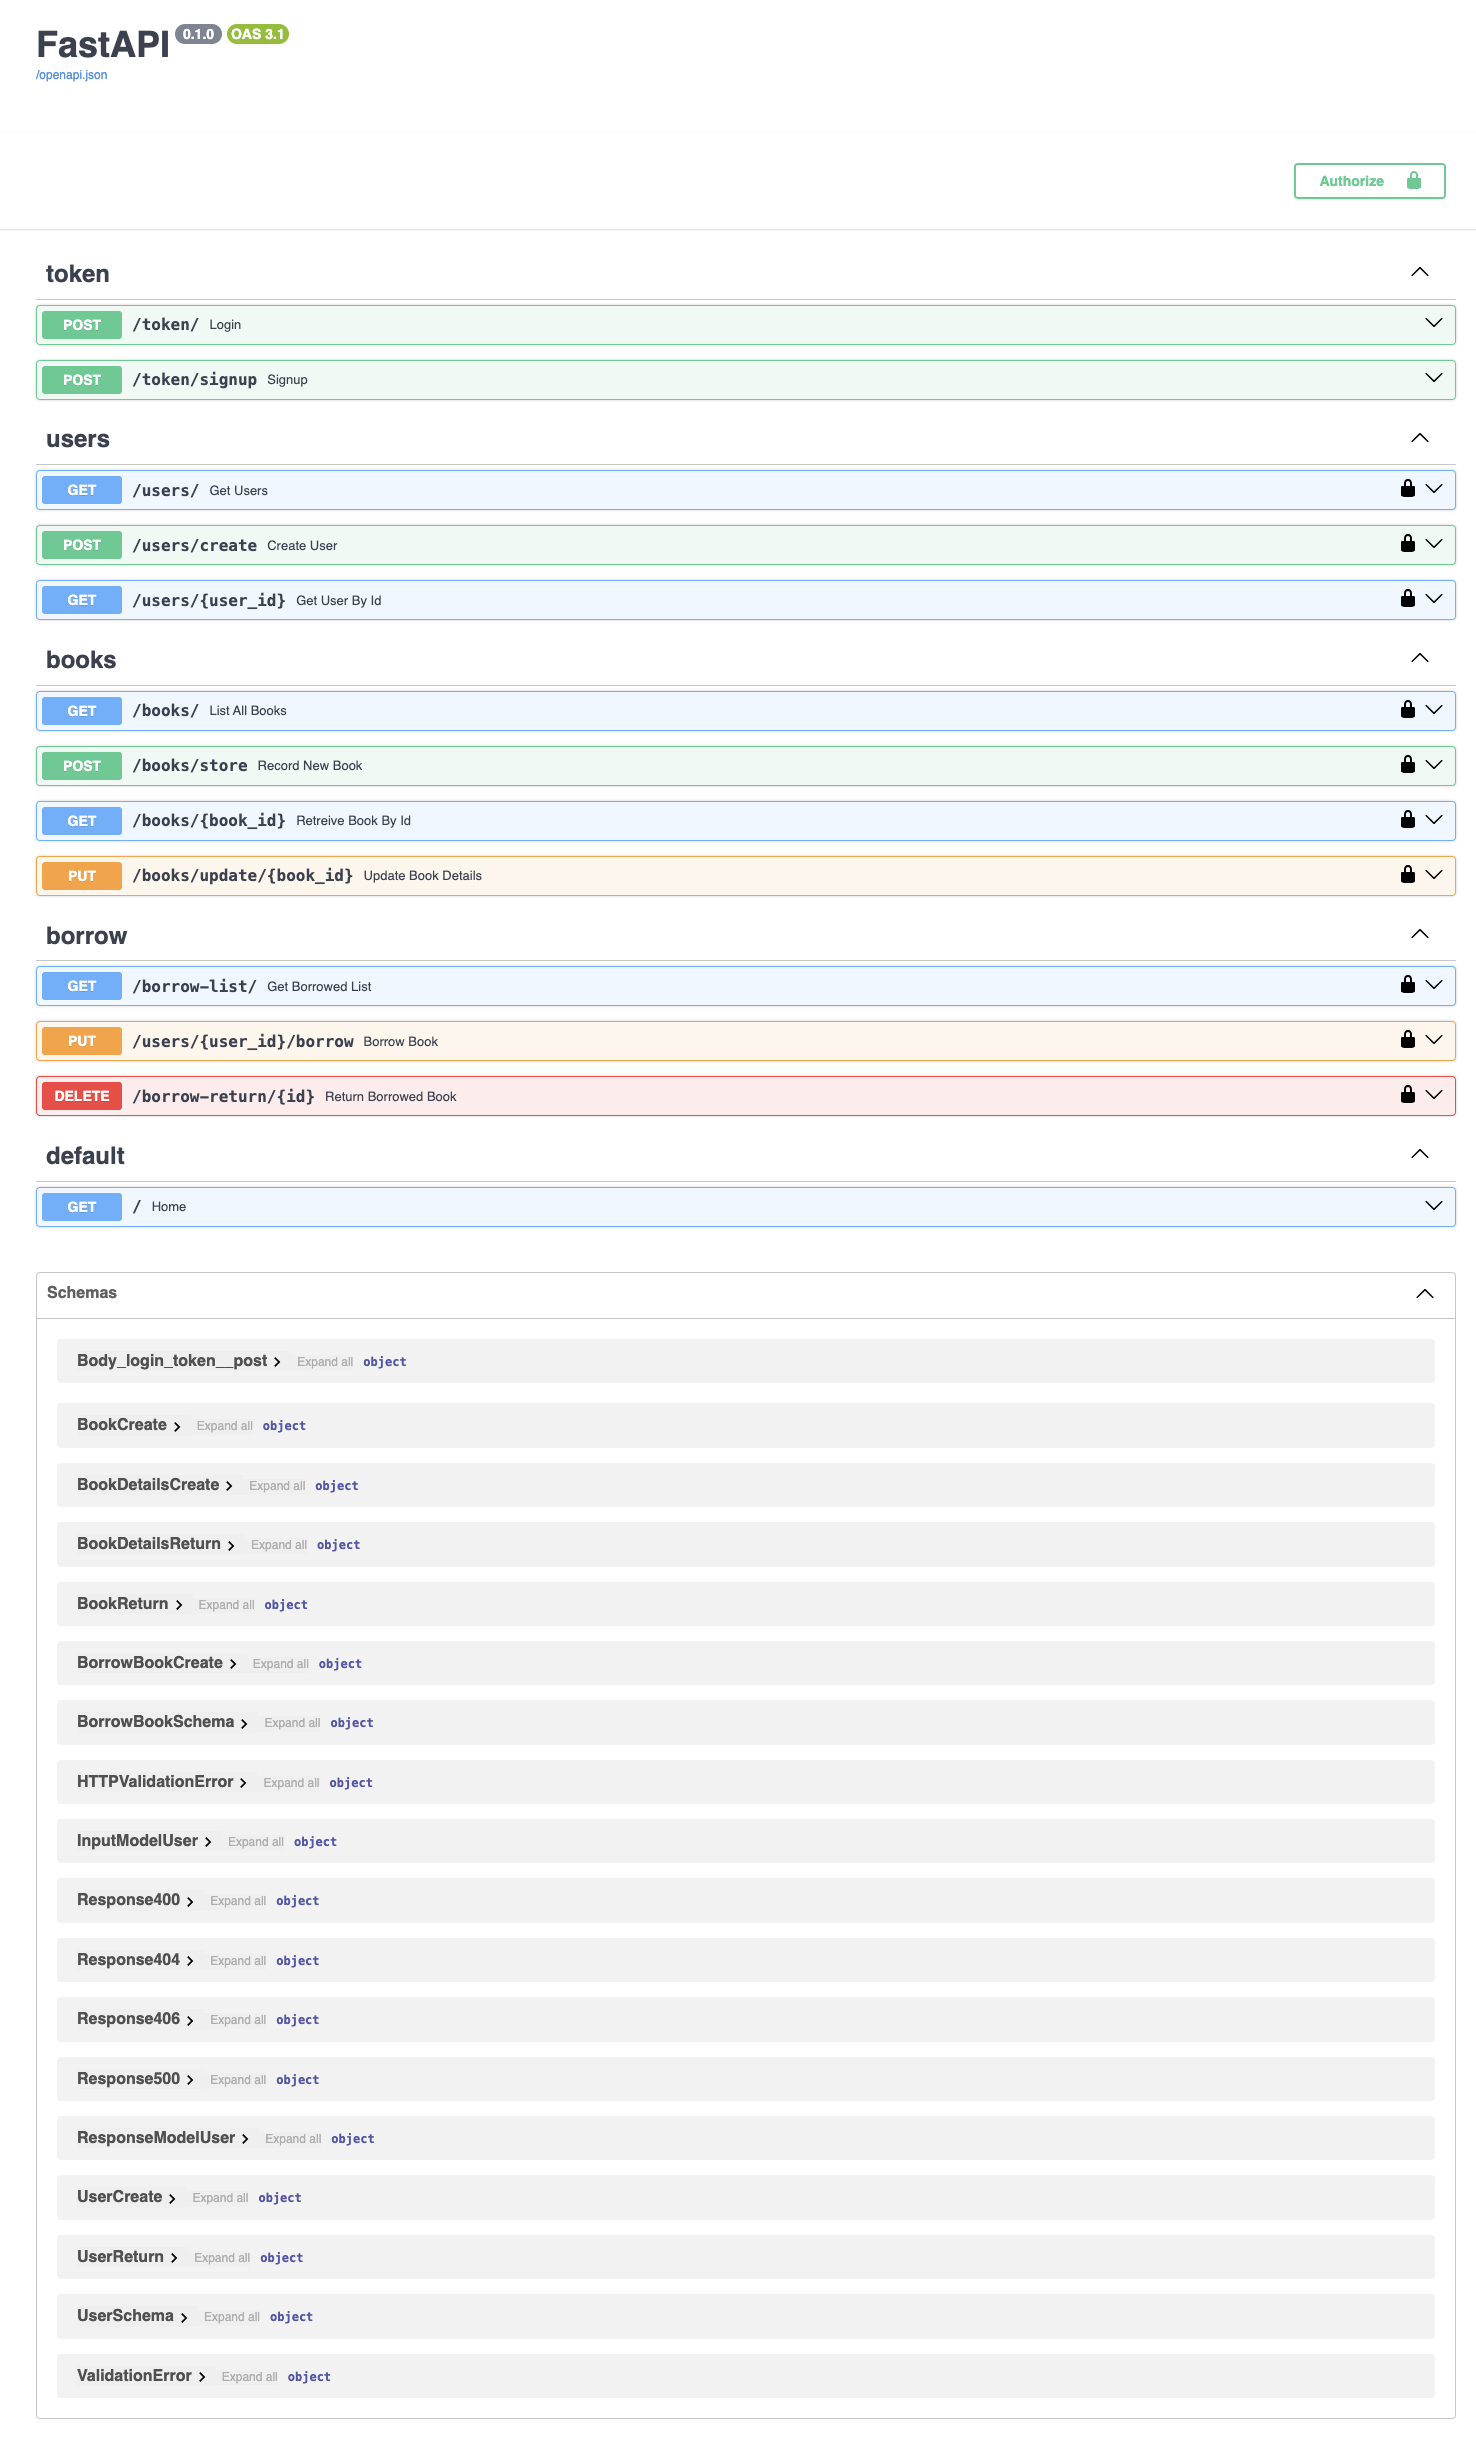 FastAPI 0.1.0 OAS 3.1
/openapi.json
Authorize
token
POST /token/ Login
POST /token/signup Signup
users
GET /users/ Get Users
POST /users/create Create User
GET /users/{user_id} Get User By Id
books
GET /books/ List All Books
POST /books/store Record New Book
GET /books/{book_id} Retreive Book By Id
PUT /books/update/{book_id} Update Book Details
borrow
GET /borrow-list/ Get Borrowed List
PUT /users/{user_id}/borrow Borrow Book
DELETE /borrow-return/{id} Return Borrowed Book
default
GET / Home
Schemas
Body_login_token__post Expand all object
BookCreate Expand all object
BookDetailsCreate Expand all object
BookDetailsReturn Expand all object
BookReturn Expand all object
BorrowBookCreate Expand all object
BorrowBookSchema Expand all object
HTTPValidationError Expand all object
InputModelUser Expand all object
Response400 Expand all object
Response404 Expand all object
Response406 Expand all object
Response500 Expand all object
ResponseModelUser Expand all object
UserCreate Expand all object
UserReturn Expand all object
UserSchema Expand all object
ValidationError Expand all object